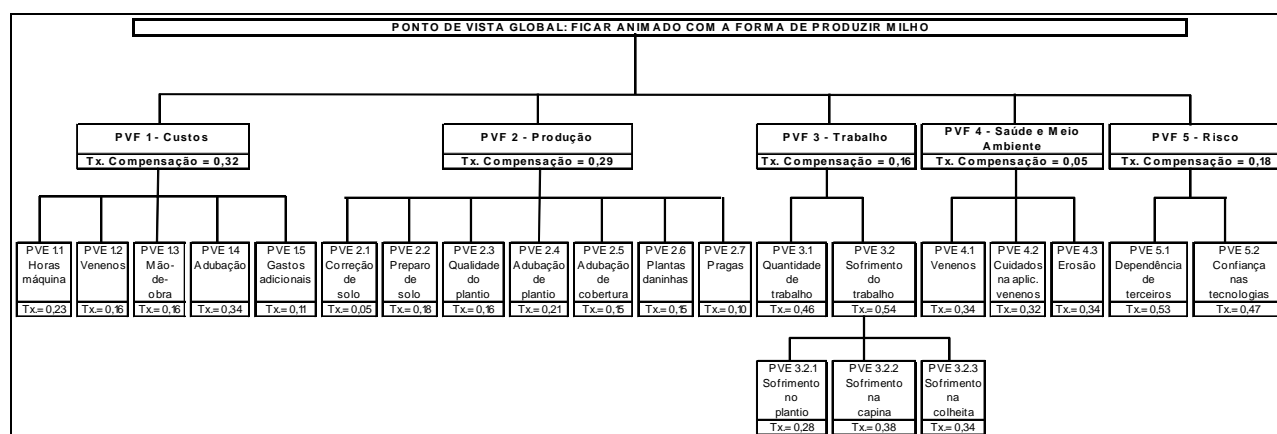 PONTO DE VISTA GLOBAL: FICAR ANIMADO COM A FORMA DE PRODUZIR MILHO
PVF 1 - Custos
Tx. Compensação = 0,32
PVF 2 - Produção
Tx. Compensação = 0,29
PVF 3 - Trabalho
Tx. Compensação = 0,16
PVF 4 - Saúde e Meio
Ambiente
Tx. Compensação = 0,05
PVF 5 - Risco
Tx. Compensação = 0,18
PVE 1.1
Horas
máquina
Tx.= 0,23
PVE 1.2
Venenos
Tx.= 0,16
PVE 1.3
Mão-
de-
obra
Tx.= 0,16
PVE 1.4
Adubação
Tx.= 0,34
PVE 1.5
Gastos
adicionais
Tx.= 0,11
PVE 2.1
Correção
de
solo
Tx.= 0,05
PVE 2.2
Preparo
de
solo
Tx.= 0,18
PVE 2.3
Qualidade
do
plantio
Tx.= 0,16
PVE 2.4
Adubação
de
plantio
Tx.= 0,21
PVE 2.5
Adubação
de
cobertura
Tx.= 0,15
PVE 2.6
Plantas
daninhas
Tx.= 0,15
PVE 2.7
Pragas
Tx.= 0,10
PVE 3.1
Quantidade
de
trabalho
Tx.= 0,46
PVE 3.2
Sofrimento
do
trabalho
Tx.= 0,54
PVE 4.1
Venenos
Tx.= 0,34
PVE 4.2
Cuidados
na aplic.
venenos
Tx.= 0,32
PVE 4.3
Erosão
Tx.= 0,34
PVE 5.1
Dependência
de
terceiros
Tx.= 0,53
PVE 5.2
Confiança
nas
tecnologias
Tx.= 0,47
PVE 3.2.1
Sofrimento
no
plantio
Tx.= 0,28
PVE 3.2.2
Sofrimento
na
capina
Tx.= 0,38
PVE 3.2.3
Sofrimento
na
colheita
Tx.= 0,34